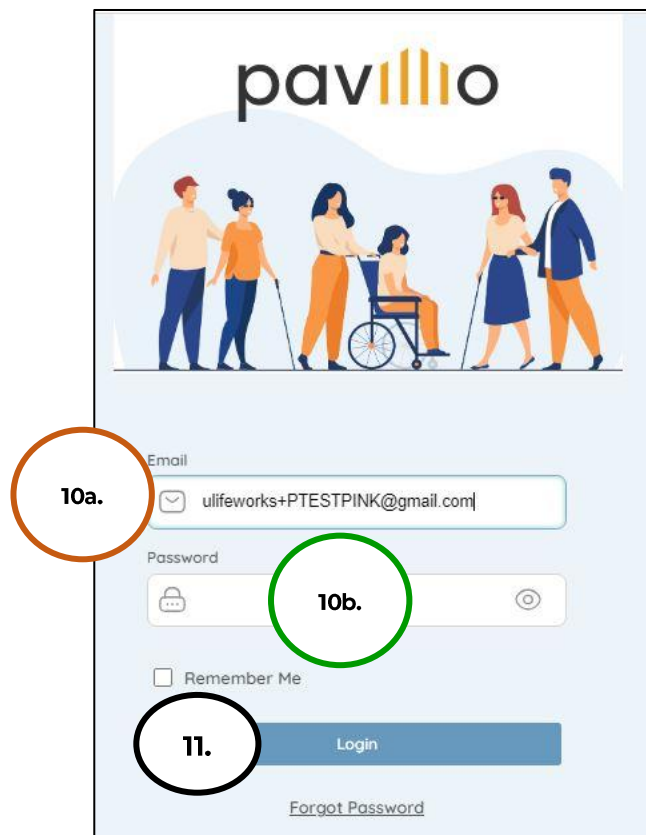 pavillio
Email
10a.
ulifeworks+PTESTPINK@gmail.com
Password
10b.
Remember Me
11.
Login
Forgot Password